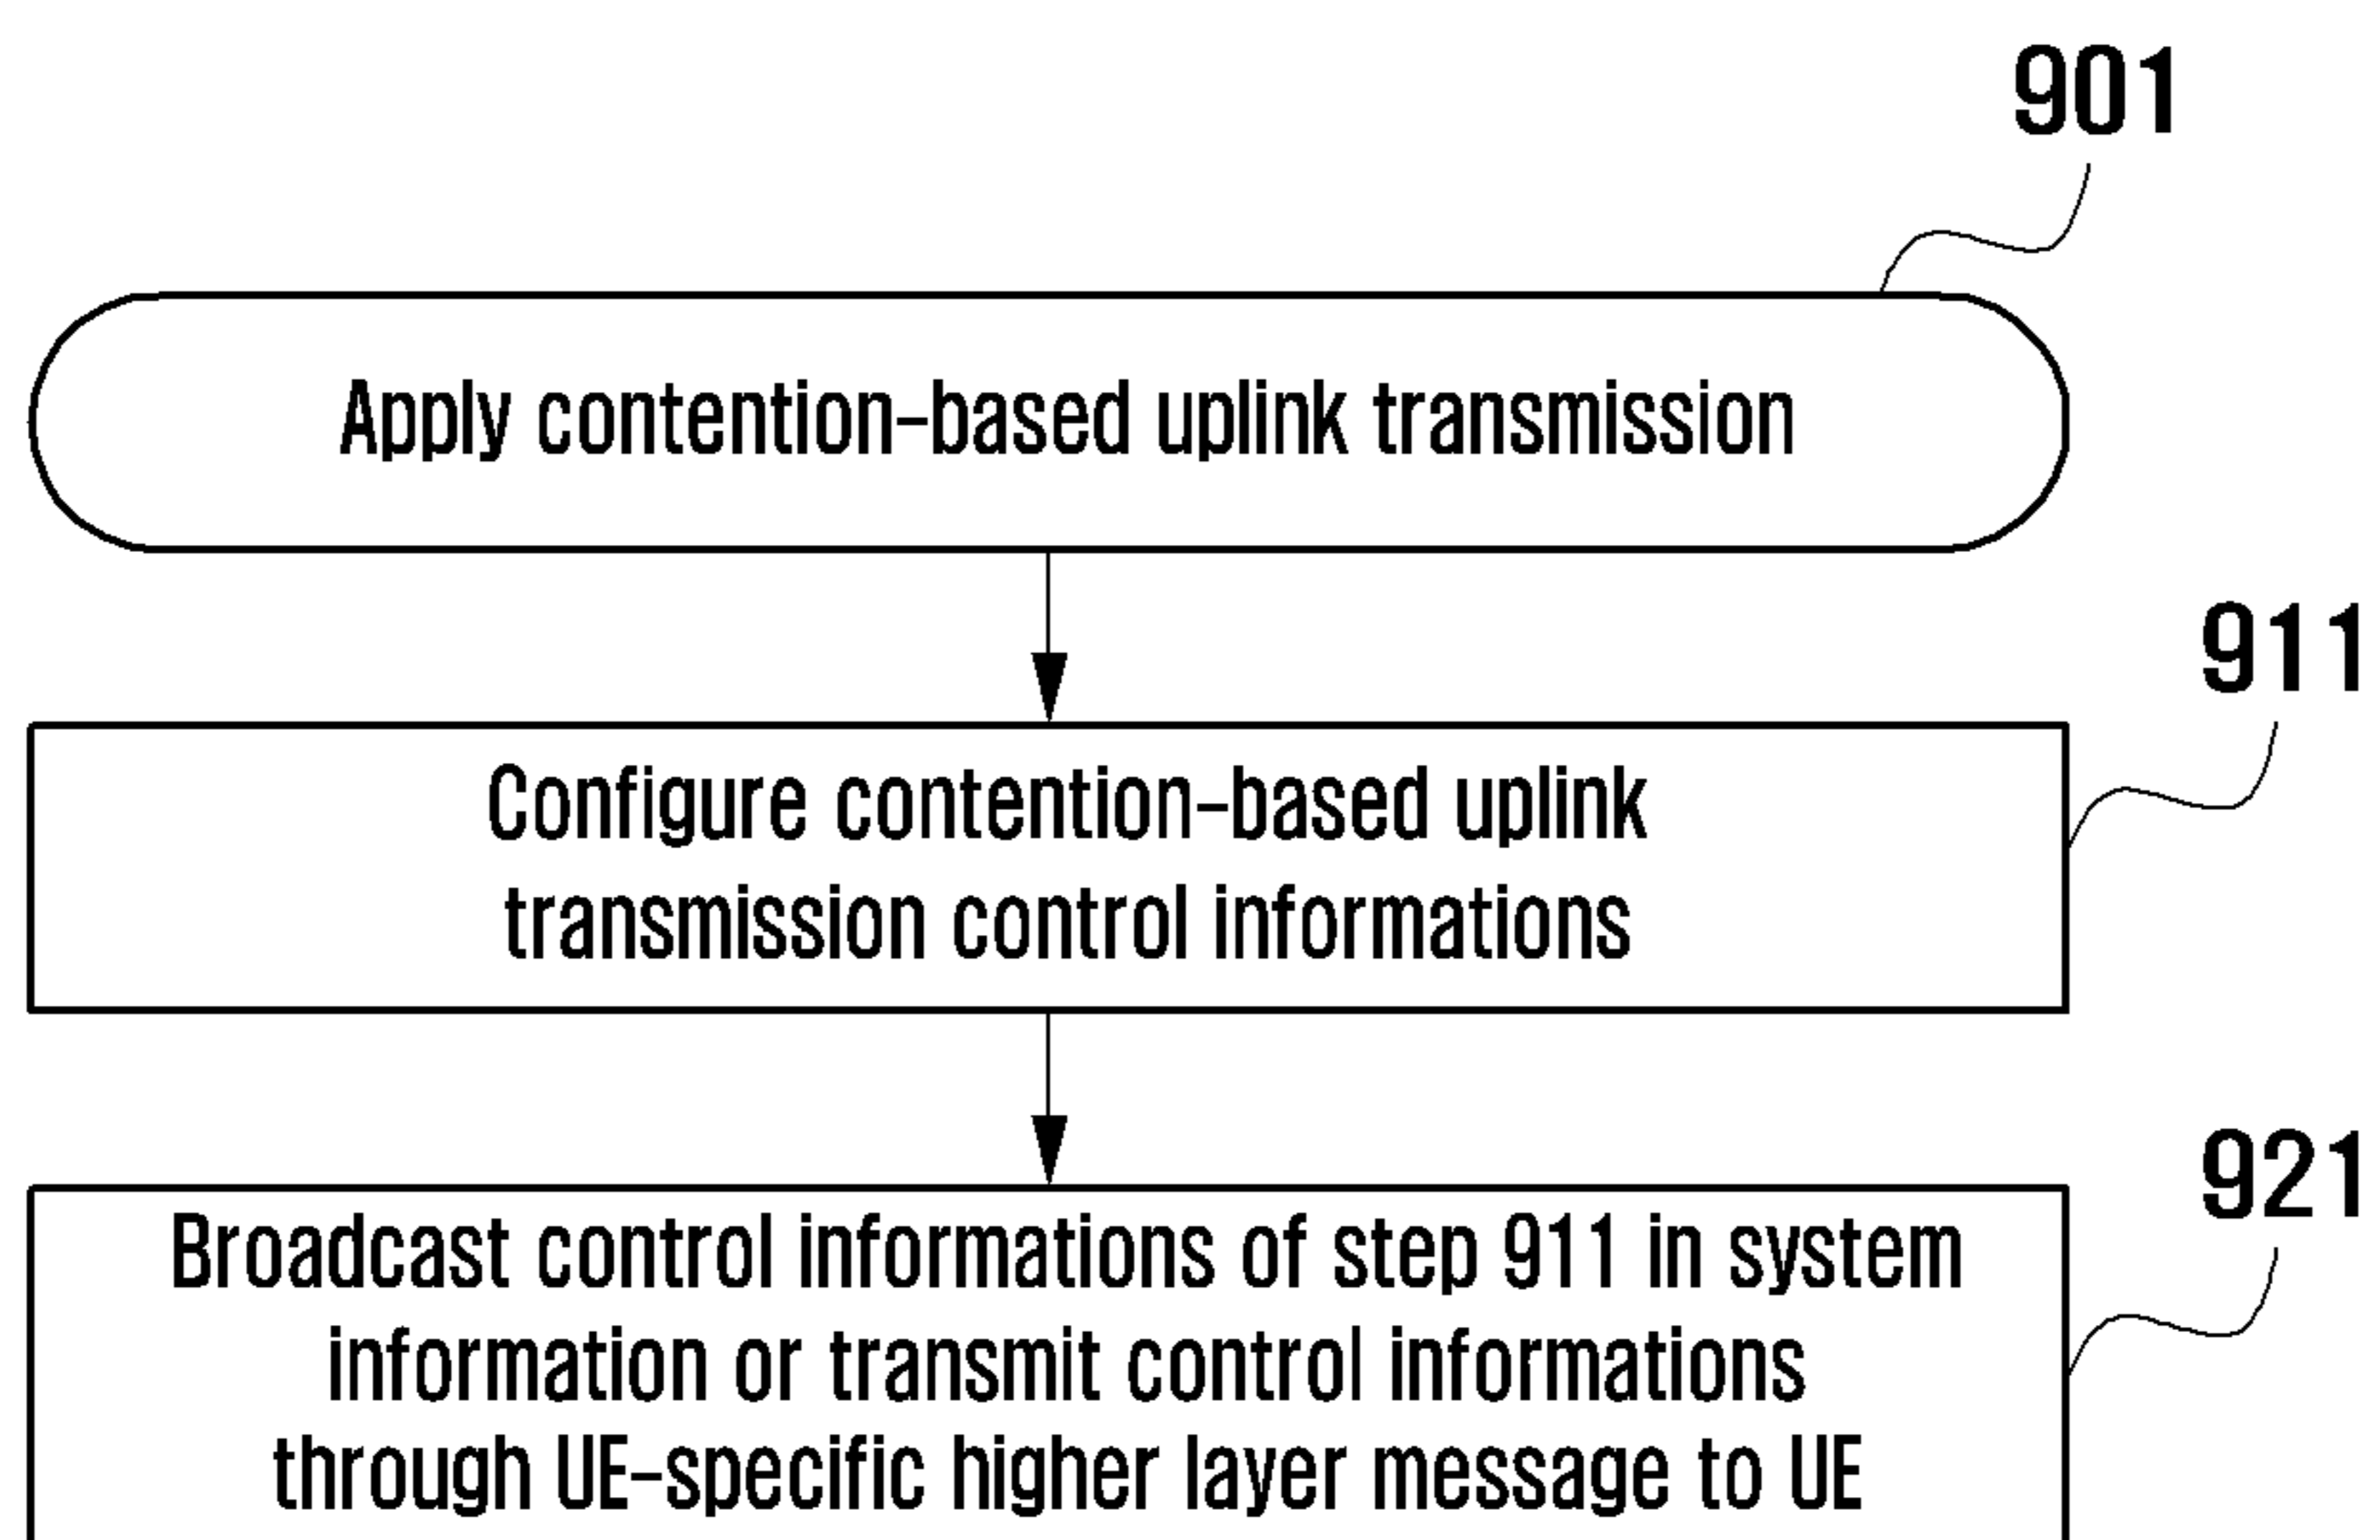 901
Apply contention-based uplink transmission
911
Configure contention-based uplink
transmission control informations
921
Broadcast control informations of step 911 in system
information or transmit control informations
through UE-specific higher layer message to UE